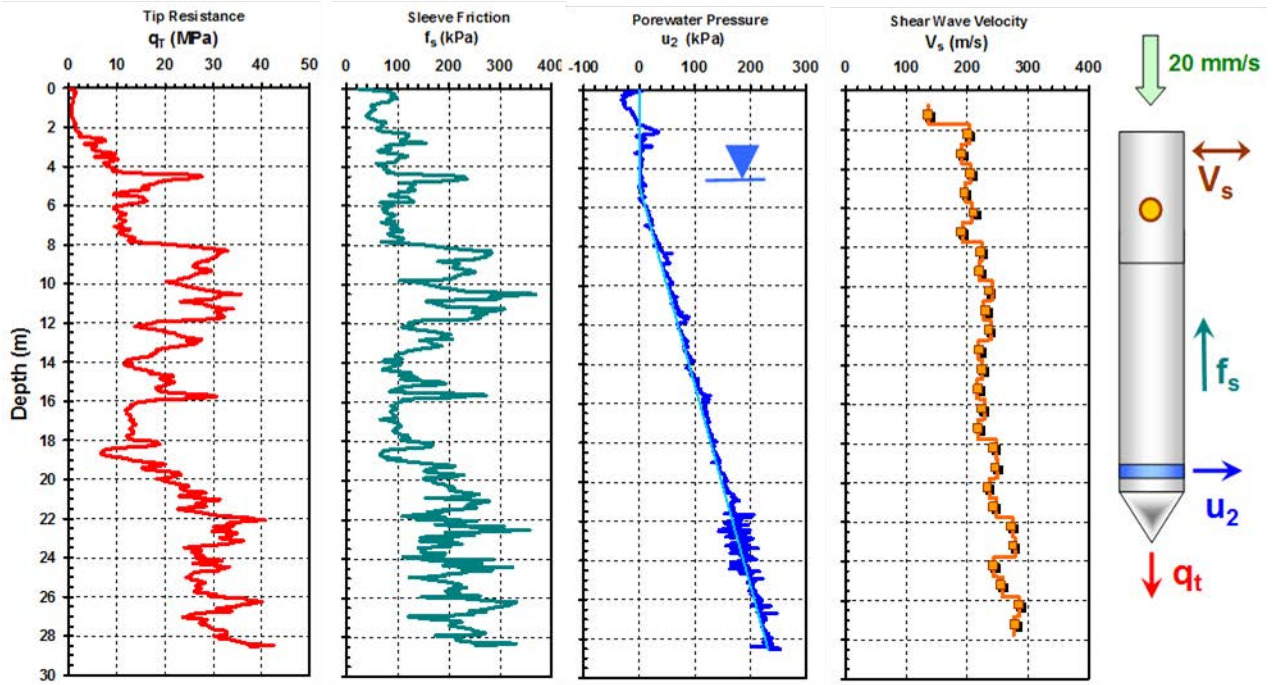 Tip Resistance
qT (MPa)
0 10 20 30 40 50
Sleeve Friction
fs (kPa)
0 100 200 300 400
Porewater Pressure
u2 (kPa)
-100 0 100 200 300
Shear Wave Velocity
Vs (m/s)
0 100 200 300 400
Depth (m)
0
2
4
6
8
10
12
14
16
18
20
22
24
26
28
30
20 mm/s
Vs
fs
u2
qt